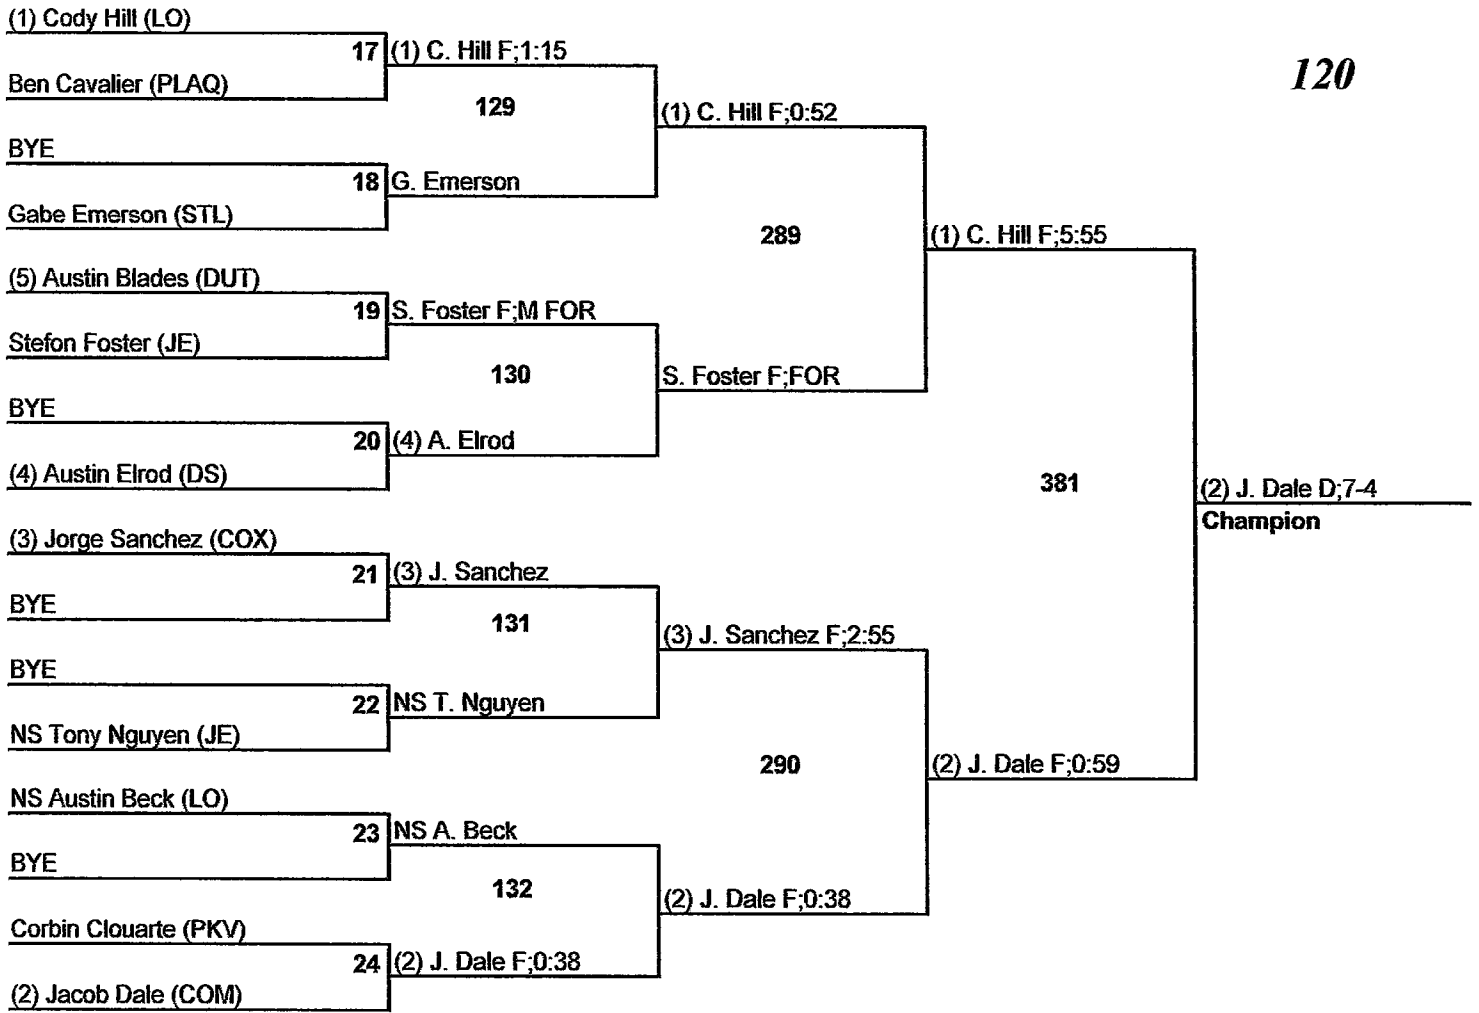 (1) Cody Hill (LO)
17 (1) C. Hill F;1:15
120
Ben Cavalier (PLAQ)
129
(1) C. Hill F;0:52
BYE
18 G. Emerson
Gabe Emerson (STL)
289
(1) C. Hill F;5:55
(5) Austin Blades (DUT)
19 S. Foster F;M FOR
Stefon Foster (JE)
130
S. Foster F;FOR
BYE
20 (4) A. Elrod
(4) Austin Elrod (DS)
381
(2) J. Dale D;7-4
Champion
(3) Jorge Sanchez (COX)
21 (3) J. Sanchez
BYE
131
(3) J. Sanchez F;2:55
BYE
22 NS T. Nguyen
NS Tony Nguyen (JE)
290
(2) J. Dale F;0:59
NS Austin Beck (LO)
23 NS A. Beck
BYE
132
(2) J. Dale F;0:38
Corbin Clouarte (PKV)
24 (2) J. Dale F;0:38
(2) Jacob Dale (COM)